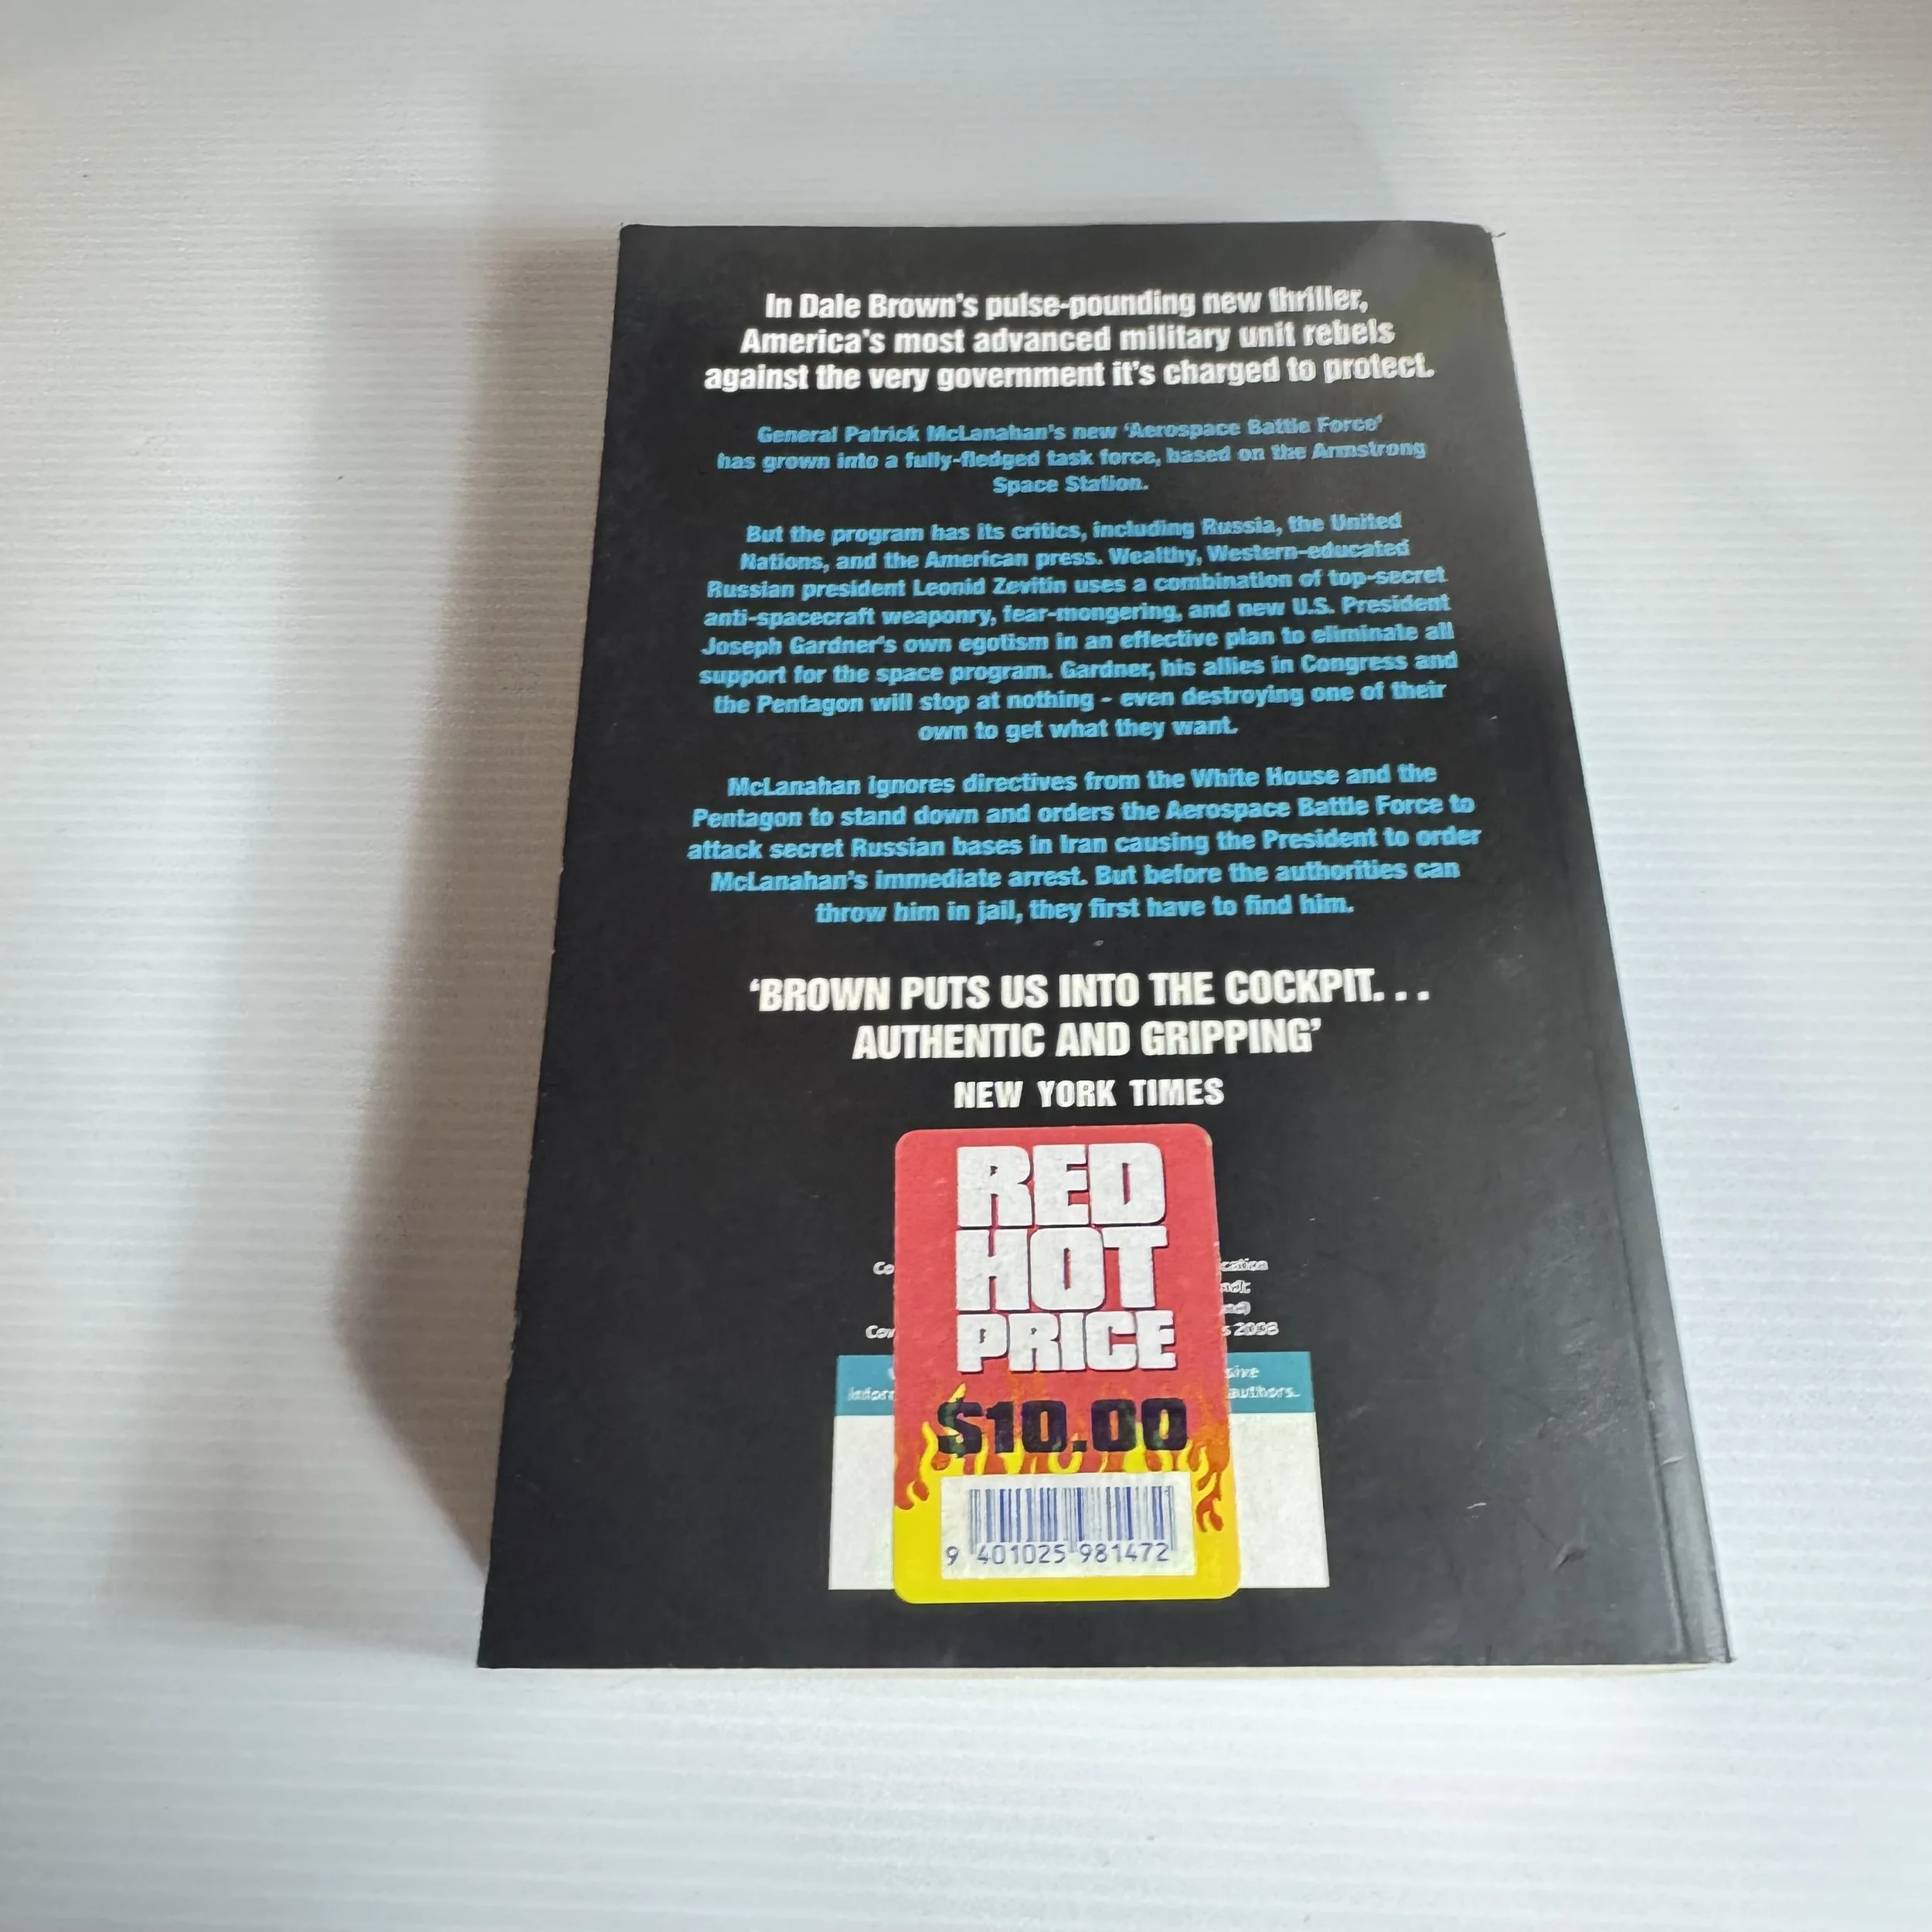 In Dale Brown's pulse-pounding new thriller,
America's most advanced military unit rebels
against the very government it's charged to protect.
General Patrick McLanahan's new 'Aerospace Battle Force'
has grown into a fully-fledged task force, based on the Armstrong
Space Station.
But the program has its critics, including Russia, the United
Nations, and the American press. Wealthy, Western-educated
Russian president Leonid Zevitin uses a combination of top-secret
anti-spacecraft weaponry, fear-mongering, and new U.S. President
Joseph Gardner's own egotism in an effective plan to eliminate all
support for the space program. Gardner, his allies in Congress and
the Pentagon will stop at nothing - even destroying one of their
own to get what they want.
McLanahan ignores directives from the White House and the
Pentagon to stand down and orders the Aerospace Battle Force to
attack secret Russian bases in Iran causing the President to order
McLanahan's immediate arrest. But before the authorities can
throw him in jail, they first have to find him.
'BROWN PUTS US INTO THE COCKPIT. . .
AUTHENTIC AND GRIPPING'
NEW YORK TIMES
RED
HOT
PRICE
2008
authors.
$10.00
9 401025 981472